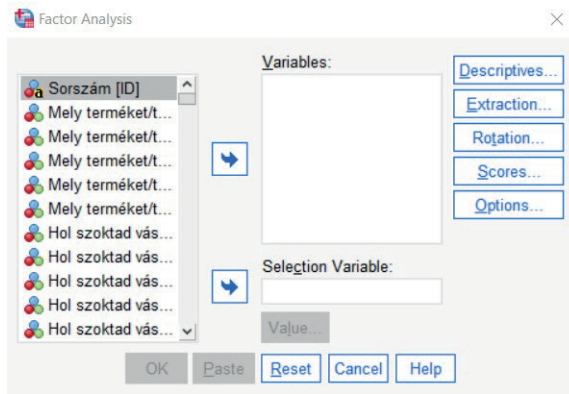 Factor Analysis
Sorszám [ID]
Mely terméket/t...
Mely terméket/t...
Mely terméket/t...
Mely terméket/t...
Mely terméket/t...
Hol szoktad vás...
Hol szoktad vás...
Hol szoktad vás...
Hol szoktad vás...
Hol szoktad vás...
Variables:
Selection Variable:
Value...
Descriptives...
Extraction...
Rotation...
Scores...
Options...
OK Paste Reset Cancel Help